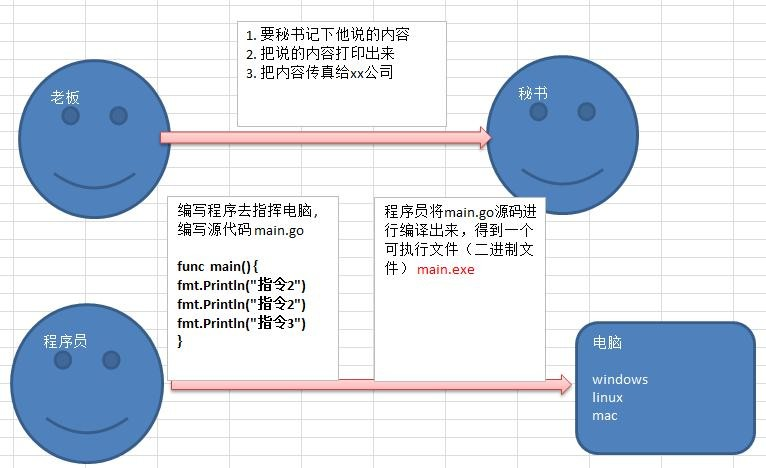 1. 要秘书记下他说的内容
2. 把说的内容打印出来
3. 把内容传真给xx公司
老板
秘书
编写程序去指挥电脑,
编写源代码 main.go
func main() {
fmt.Println("指令2")
fmt.Println("指令2")
fmt.Println("指令3")
}
程序员将main.go源码进
行编译出来，得到一个
可执行文件（二进制文
件） main.exe
程序员
电脑
windows
linux
mac